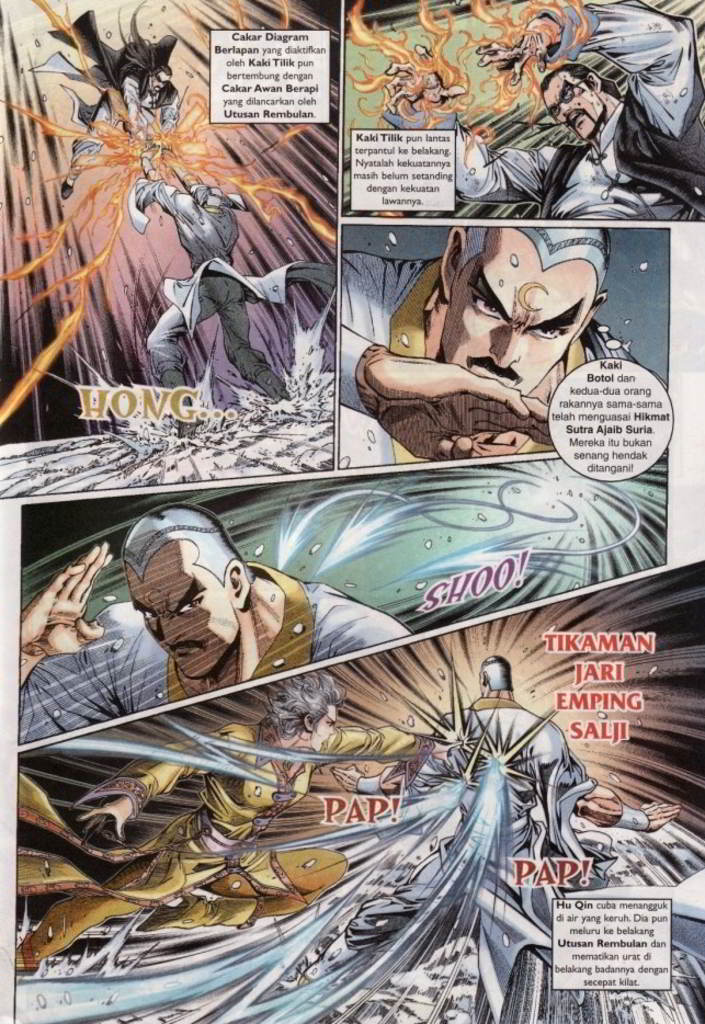 Cakar Diagram
Berlapan yang diaktifkan
oleh Kaki Tilik pun
bertembung dengan
Cakar Awan Berapi
yang dilancarkan oleh
Utusan Rembulan.
Kaki Tilik pun lantas
terpantul ke belakang.
Nyatalah kekuatannya
masih belum setanding
dengan kekuatan
lawannya.
HONG...
Kaki
Botol dan
kedua-dua orang
rakannya sama-sama
telah menguasai Hikmat
Sutra Ajaib Suria.
Mereka itu bukan
senang hendak
ditangani!
SHOO!
TIKAMAN
JARI
EMPING
SALJI
PAP!
PAP!
Hu Qin cuba menangguk
di air yang keruh. Dia pun
meluru ke belakang
Utusan Rembulan dan
mematikan urat di
belakang badannya dengan
secepat kilat.